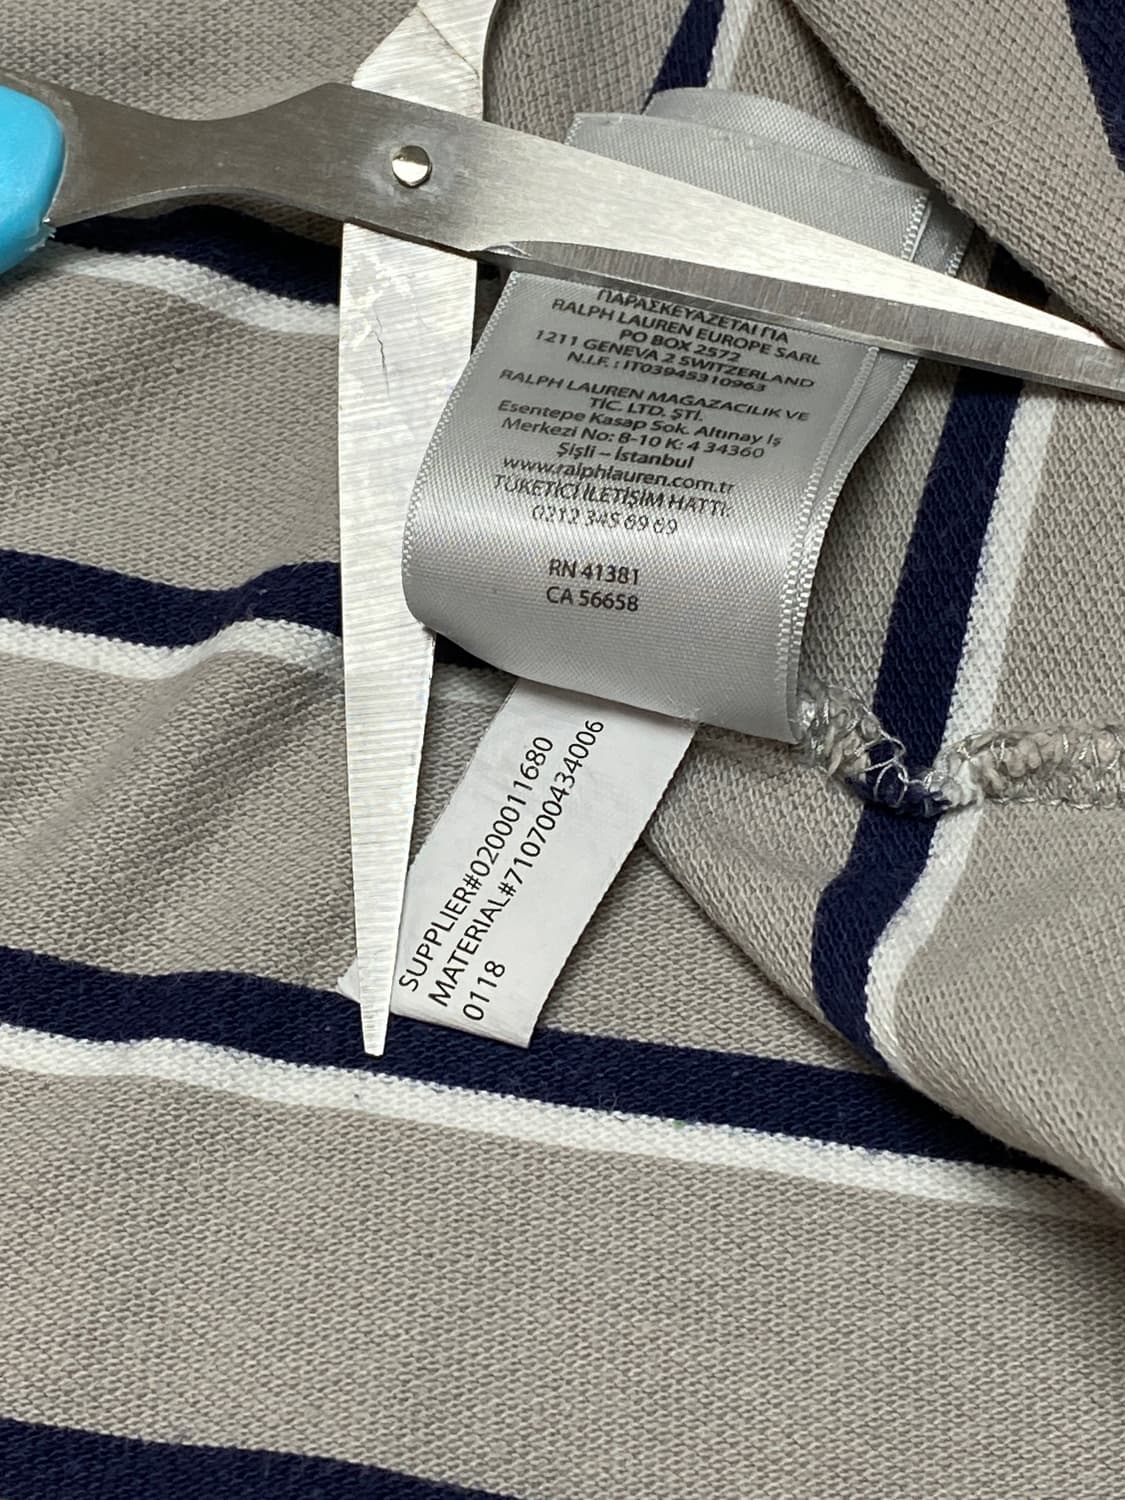 ΠΑΡΑΣΚΕΥΑΖΕΤΑΙ ΓΙΑ
RALPH LAUREN EUROPE SARL
PO BOX 2572
1211 GENEVA 2 SWITZERLAND
N.I.F. : IT03945310963
RALPH LAUREN MAĞAZACILIK VE
TİC. LTD. ŞTİ.
Esentepe Kasap Sok. Altınay İş
Merkezi No: 8-10 K: 4 34360
Şişli – İstanbul
www.ralphlauren.com.tr
TÜKETİCİ İLETİŞİM HATTI:
0212 345 69 69
RN 41381
CA 56658
SUPPLIER#0200011680
MATERIAL#710700434006
0118